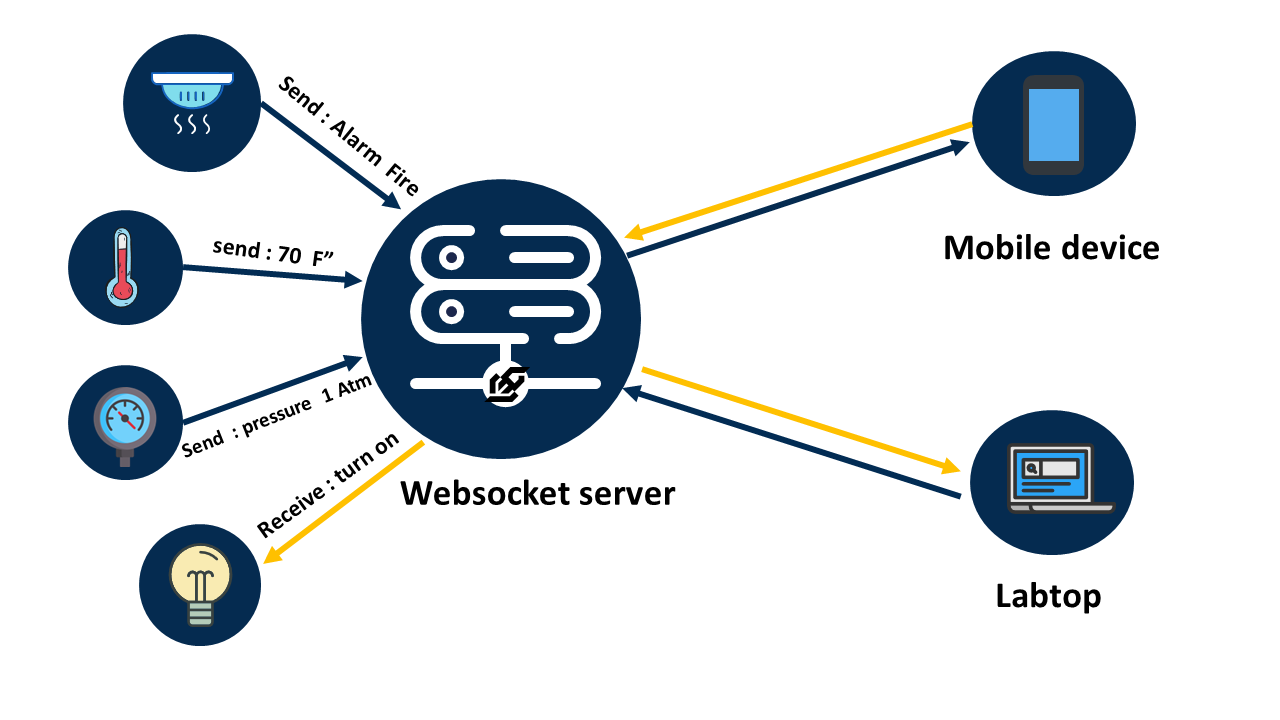 Send : Alarm Fire
send : 70 F”
Send : pressure 1 Atm
Receive : turn on
Websocket server
Mobile device
Labtop